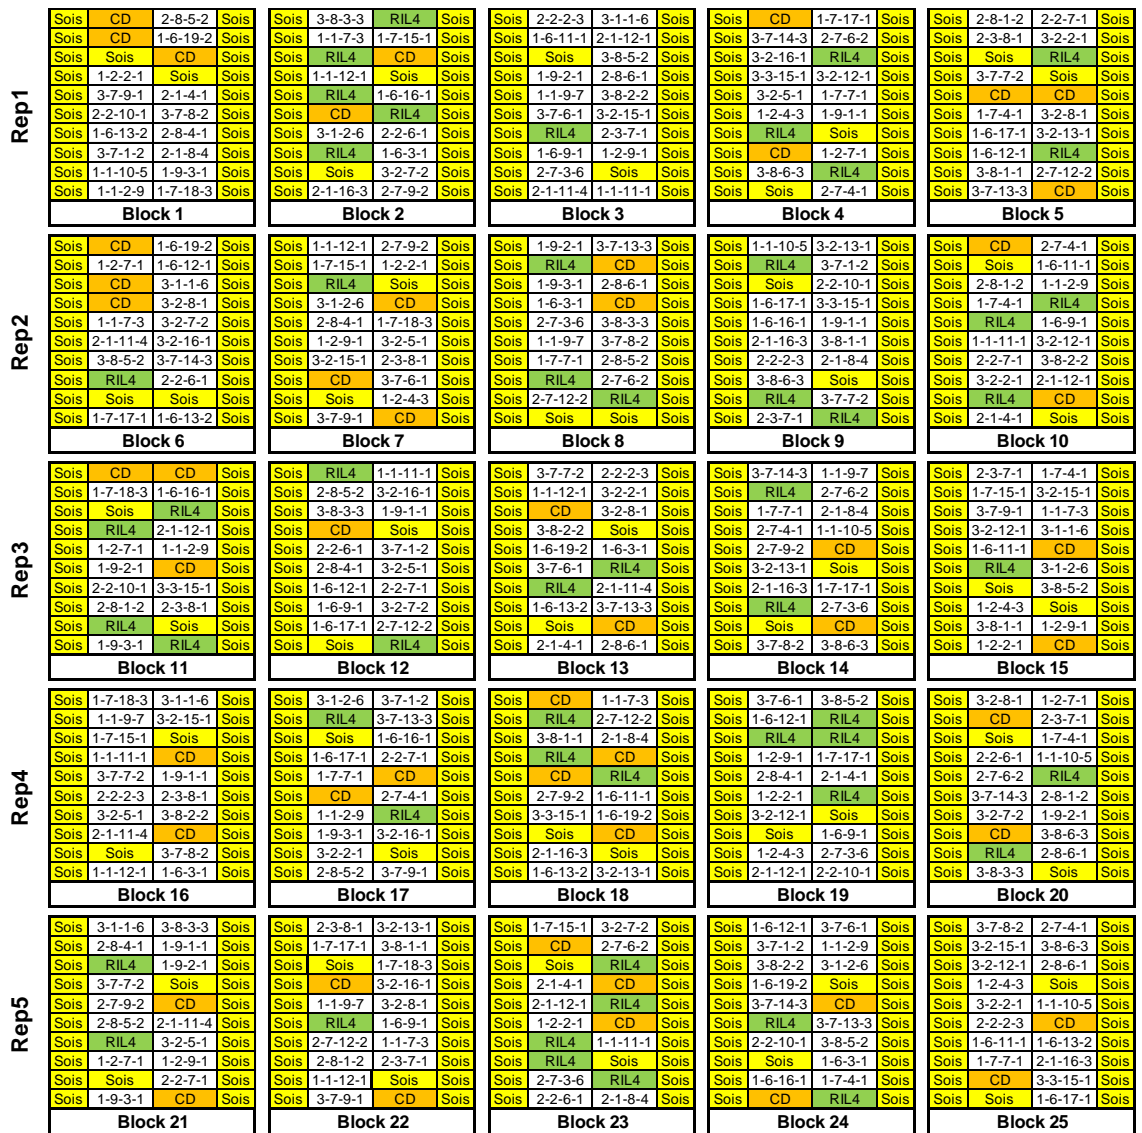 Rep1
Sois CD 2-8-5-2 Sois
Sois CD 1-6-19-2 Sois
Sois Sois CD Sois
Sois 1-2-2-1 Sois Sois
Sois 3-7-9-1 2-1-4-1 Sois
Sois 2-2-10-1 3-7-8-2 Sois
Sois 1-6-13-2 2-8-4-1 Sois
Sois 3-7-1-2 2-1-8-4 Sois
Sois 1-1-10-5 1-9-3-1 Sois
Sois 1-1-2-9 1-7-18-3 Sois
Block 1
Sois 3-8-3-3 RIL4 Sois
Sois 1-1-7-3 1-7-15-1 Sois
Sois RIL4 CD Sois
Sois 1-1-12-1 Sois Sois
Sois RIL4 1-6-16-1 Sois
Sois CD RIL4 Sois
Sois 3-1-2-6 2-2-6-1 Sois
Sois RIL4 1-6-3-1 Sois
Sois Sois 3-2-7-2 Sois
Sois 2-1-16-3 2-7-9-2 Sois
Block 2
Sois 2-2-2-3 3-1-1-6 Sois
Sois 1-6-11-1 2-1-12-1 Sois
Sois Sois 3-8-5-2 Sois
Sois 1-9-2-1 2-8-6-1 Sois
Sois 1-1-9-7 3-8-2-2 Sois
Sois 3-7-6-1 3-2-15-1 Sois
Sois RIL4 2-3-7-1 Sois
Sois 1-6-9-1 1-2-9-1 Sois
Sois 2-7-3-6 Sois Sois
Sois 2-1-11-4 1-1-11-1 Sois
Block 3
Sois CD 1-7-17-1 Sois
Sois 3-7-14-3 2-7-6-2 Sois
Sois 3-2-16-1 RIL4 Sois
Sois 3-3-15-1 3-2-12-1 Sois
Sois 3-2-5-1 1-7-7-1 Sois
Sois 1-2-4-3 1-9-1-1 Sois
Sois RIL4 Sois Sois
Sois CD 1-2-7-1 Sois
Sois 3-8-6-3 RIL4 Sois
Sois Sois 2-7-4-1 Sois
Block 4
Sois 2-8-1-2 2-2-7-1 Sois
Sois 2-3-8-1 3-2-2-1 Sois
Sois Sois RIL4 Sois
Sois 3-7-7-2 Sois Sois
Sois CD CD Sois
Sois 1-7-4-1 3-2-8-1 Sois
Sois 1-6-17-1 3-2-13-1 Sois
Sois 1-6-12-1 RIL4 Sois
Sois 3-8-1-1 2-7-12-2 Sois
Sois 3-7-13-3 CD Sois
Block 5
Rep2
Sois CD 1-6-19-2 Sois
Sois 1-2-7-1 1-6-12-1 Sois
Sois CD 3-1-1-6 Sois
Sois CD 3-2-8-1 Sois
Sois 1-1-7-3 3-2-7-2 Sois
Sois 2-1-11-4 3-2-16-1 Sois
Sois 3-8-5-2 3-7-14-3 Sois
Sois RIL4 2-2-6-1 Sois
Sois Sois Sois Sois
Sois 1-7-17-1 1-6-13-2 Sois
Block 6
Sois 1-1-12-1 2-7-9-2 Sois
Sois 1-7-15-1 1-2-2-1 Sois
Sois RIL4 Sois Sois
Sois 3-1-2-6 CD Sois
Sois 2-8-4-1 1-7-18-3 Sois
Sois 1-2-9-1 3-2-5-1 Sois
Sois 3-2-15-1 2-3-8-1 Sois
Sois CD 3-7-6-1 Sois
Sois Sois 1-2-4-3 Sois
Sois 3-7-9-1 CD Sois
Block 7
Sois 1-9-2-1 3-7-13-3 Sois
Sois RIL4 CD Sois
Sois 1-9-3-1 2-8-6-1 Sois
Sois 1-6-3-1 CD Sois
Sois 2-7-3-6 3-8-3-3 Sois
Sois 1-1-9-7 3-7-8-2 Sois
Sois 1-7-7-1 2-8-5-2 Sois
Sois RIL4 2-7-6-2 Sois
Sois 2-7-12-2 RIL4 Sois
Sois Sois Sois Sois
Block 8
Sois 1-1-10-5 3-2-13-1 Sois
Sois RIL4 3-7-1-2 Sois
Sois Sois 2-2-10-1 Sois
Sois 1-6-17-1 3-3-15-1 Sois
Sois 1-6-16-1 1-9-1-1 Sois
Sois 2-1-16-3 3-8-1-1 Sois
Sois 2-2-2-3 2-1-8-4 Sois
Sois 3-8-6-3 Sois Sois
Sois RIL4 3-7-7-2 Sois
Sois 2-3-7-1 RIL4 Sois
Block 9
Sois CD 2-7-4-1 Sois
Sois Sois 1-6-11-1 Sois
Sois 2-8-1-2 1-1-2-9 Sois
Sois 1-7-4-1 RIL4 Sois
Sois RIL4 1-6-9-1 Sois
Sois 1-1-11-1 3-2-12-1 Sois
Sois 2-2-7-1 3-8-2-2 Sois
Sois 3-2-2-1 2-1-12-1 Sois
Sois RIL4 CD Sois
Sois 2-1-4-1 Sois Sois
Block 10
Rep3
Sois CD CD Sois
Sois 1-7-18-3 1-6-16-1 Sois
Sois Sois RIL4 Sois
Sois RIL4 2-1-12-1 Sois
Sois 1-2-7-1 1-1-2-9 Sois
Sois 1-9-2-1 CD Sois
Sois 2-2-10-1 3-3-15-1 Sois
Sois 2-8-1-2 2-3-8-1 Sois
Sois RIL4 Sois Sois
Sois 1-9-3-1 RIL4 Sois
Block 11
Sois RIL4 1-1-11-1 Sois
Sois 2-8-5-2 3-2-16-1 Sois
Sois 3-8-3-3 1-9-1-1 Sois
Sois CD Sois Sois
Sois 2-2-6-1 3-7-1-2 Sois
Sois 2-8-4-1 3-2-5-1 Sois
Sois 1-6-12-1 2-2-7-1 Sois
Sois 1-6-9-1 3-2-7-2 Sois
Sois 1-6-17-1 2-7-12-2 Sois
Sois Sois RIL4 Sois
Block 12
Sois 3-7-7-2 2-2-2-3 Sois
Sois 1-1-12-1 3-2-2-1 Sois
Sois CD 3-2-8-1 Sois
Sois 3-8-2-2 Sois Sois
Sois 1-6-19-2 1-6-3-1 Sois
Sois 3-7-6-1 RIL4 Sois
Sois RIL4 2-1-11-4 Sois
Sois 1-6-13-2 3-7-13-3 Sois
Sois Sois CD Sois
Sois 2-1-4-1 2-8-6-1 Sois
Block 13
Sois 3-7-14-3 1-1-9-7 Sois
Sois RIL4 2-7-6-2 Sois
Sois 1-7-7-1 2-1-8-4 Sois
Sois 2-7-4-1 1-1-10-5 Sois
Sois 2-7-9-2 CD Sois
Sois 3-2-13-1 Sois Sois
Sois 2-1-16-3 1-7-17-1 Sois
Sois RIL4 2-7-3-6 Sois
Sois Sois CD Sois
Sois 3-7-8-2 3-8-6-3 Sois
Block 14
Sois 2-3-7-1 1-7-4-1 Sois
Sois 1-7-15-1 3-2-15-1 Sois
Sois 3-7-9-1 1-1-7-3 Sois
Sois 3-2-12-1 3-1-1-6 Sois
Sois 1-6-11-1 CD Sois
Sois RIL4 3-1-2-6 Sois
Sois Sois 3-8-5-2 Sois
Sois 1-2-4-3 Sois Sois
Sois 3-8-1-1 1-2-9-1 Sois
Sois 1-2-2-1 CD Sois
Block 15
Rep4
Sois 1-7-18-3 3-1-1-6 Sois
Sois 1-1-9-7 3-2-15-1 Sois
Sois 1-7-15-1 Sois Sois
Sois 1-1-11-1 CD Sois
Sois 3-7-7-2 1-9-1-1 Sois
Sois 2-2-2-3 2-3-8-1 Sois
Sois 3-2-5-1 3-8-2-2 Sois
Sois 2-1-11-4 CD Sois
Sois Sois 3-7-8-2 Sois
Sois 1-1-12-1 1-6-3-1 Sois
Block 16
Sois 3-1-2-6 3-7-1-2 Sois
Sois RIL4 3-7-13-3 Sois
Sois Sois 1-6-16-1 Sois
Sois 1-6-17-1 2-2-7-1 Sois
Sois 1-7-7-1 CD Sois
Sois CD 2-7-4-1 Sois
Sois 1-1-2-9 RIL4 Sois
Sois 1-9-3-1 3-2-16-1 Sois
Sois 3-2-2-1 Sois Sois
Sois 2-8-5-2 3-7-9-1 Sois
Block 17
Sois CD 1-1-7-3 Sois
Sois RIL4 2-7-12-2 Sois
Sois 3-8-1-1 2-1-8-4 Sois
Sois RIL4 CD Sois
Sois CD RIL4 Sois
Sois 2-7-9-2 1-6-11-1 Sois
Sois 3-3-15-1 1-6-19-2 Sois
Sois Sois CD Sois
Sois 2-1-16-3 Sois Sois
Sois 1-6-13-2 3-2-13-1 Sois
Block 18
Sois 3-7-6-1 3-8-5-2 Sois
Sois 1-6-12-1 RIL4 Sois
Sois RIL4 RIL4 Sois
Sois 1-2-9-1 1-7-17-1 Sois
Sois 2-8-4-1 2-1-4-1 Sois
Sois 1-2-2-1 RIL4 Sois
Sois 3-2-12-1 Sois Sois
Sois Sois 1-6-9-1 Sois
Sois 1-2-4-3 2-7-3-6 Sois
Sois 2-1-12-1 2-2-10-1 Sois
Block 19
Sois 3-2-8-1 1-2-7-1 Sois
Sois CD 2-3-7-1 Sois
Sois Sois 1-7-4-1 Sois
Sois 2-2-6-1 1-1-10-5 Sois
Sois 2-7-6-2 RIL4 Sois
Sois 3-7-14-3 2-8-1-2 Sois
Sois 3-2-7-2 1-9-2-1 Sois
Sois CD 3-8-6-3 Sois
Sois RIL4 2-8-6-1 Sois
Sois 3-8-3-3 Sois Sois
Block 20
Rep5
Sois 3-1-1-6 3-8-3-3 Sois
Sois 2-8-4-1 1-9-1-1 Sois
Sois RIL4 1-9-2-1 Sois
Sois 3-7-7-2 Sois Sois
Sois 2-7-9-2 CD Sois
Sois 2-8-5-2 2-1-11-4 Sois
Sois RIL4 3-2-5-1 Sois
Sois 1-2-7-1 1-2-9-1 Sois
Sois Sois 2-2-7-1 Sois
Sois 1-9-3-1 CD Sois
Block 21
Sois 2-3-8-1 3-2-13-1 Sois
Sois 1-7-17-1 3-8-1-1 Sois
Sois Sois 1-7-18-3 Sois
Sois CD 3-2-16-1 Sois
Sois 1-1-9-7 3-2-8-1 Sois
Sois RIL4 1-6-9-1 Sois
Sois 2-7-12-2 1-1-7-3 Sois
Sois 2-8-1-2 2-3-7-1 Sois
Sois 1-1-12-1 Sois Sois
Sois 3-7-9-1 CD Sois
Block 22
Sois 1-7-15-1 3-2-7-2 Sois
Sois CD 2-7-6-2 Sois
Sois Sois RIL4 Sois
Sois 2-1-4-1 CD Sois
Sois 2-1-12-1 RIL4 Sois
Sois 1-2-2-1 CD Sois
Sois RIL4 1-1-11-1 Sois
Sois RIL4 Sois Sois
Sois 2-7-3-6 RIL4 Sois
Sois 2-2-6-1 2-1-8-4 Sois
Block 23
Sois 1-6-12-1 3-7-6-1 Sois
Sois 3-7-1-2 1-1-2-9 Sois
Sois 3-8-2-2 3-1-2-6 Sois
Sois 1-6-19-2 Sois Sois
Sois 3-7-14-3 CD Sois
Sois RIL4 3-7-13-3 Sois
Sois 2-2-10-1 3-8-5-2 Sois
Sois Sois 1-6-3-1 Sois
Sois 1-6-16-1 1-7-4-1 Sois
Sois CD RIL4 Sois
Block 24
Sois 3-7-8-2 2-7-4-1 Sois
Sois 3-2-15-1 3-8-6-3 Sois
Sois 3-2-12-1 2-8-6-1 Sois
Sois 1-2-4-3 Sois Sois
Sois 3-2-2-1 1-1-10-5 Sois
Sois 2-2-2-3 CD Sois
Sois 1-6-11-1 1-6-13-2 Sois
Sois 1-7-7-1 2-1-16-3 Sois
Sois CD 3-3-15-1 Sois
Sois Sois 1-6-17-1 Sois
Block 25